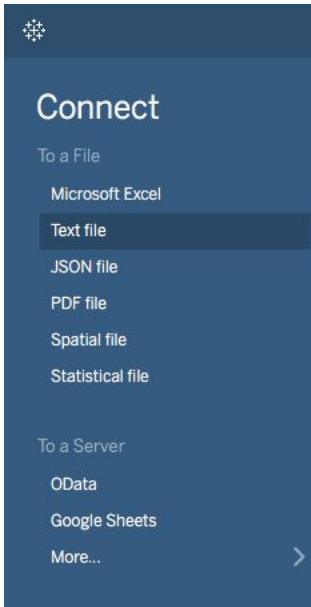 Connect
To a File
Microsoft Excel
Text file
JSON file
PDF file
Spatial file
Statistical file
To a Server
OData
Google Sheets
More...